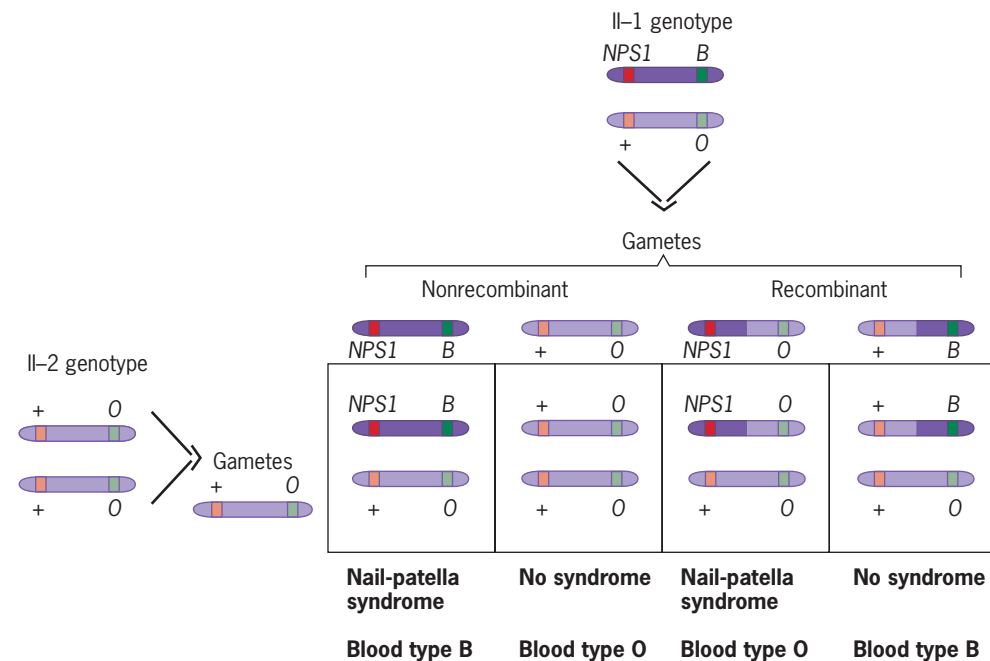 II–1 genotype
NPS1 B
+ O
Gametes
Nonrecombinant Recombinant
NPS1 B + O NPS1 O + B
II–2 genotype
+ O
+ O
Gametes
+ O
NPS1 B + O NPS1 O + B
+ O + O + O + O
Nail-patella No syndrome Nail-patella No syndrome
syndrome syndrome
Blood type B Blood type O Blood type O Blood type B